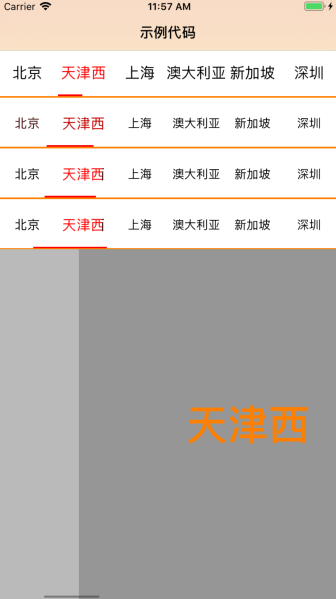 Carrier 11:57 AM
示例代码
北京 天津西 上海 澳大利亚 新加坡 深圳
北京 天津西 上海 澳大利亚 新加坡 深圳
北京 天津西 上海 澳大利亚 新加坡 深圳
北京 天津西 上海 澳大利亚 新加坡 深圳
天津西